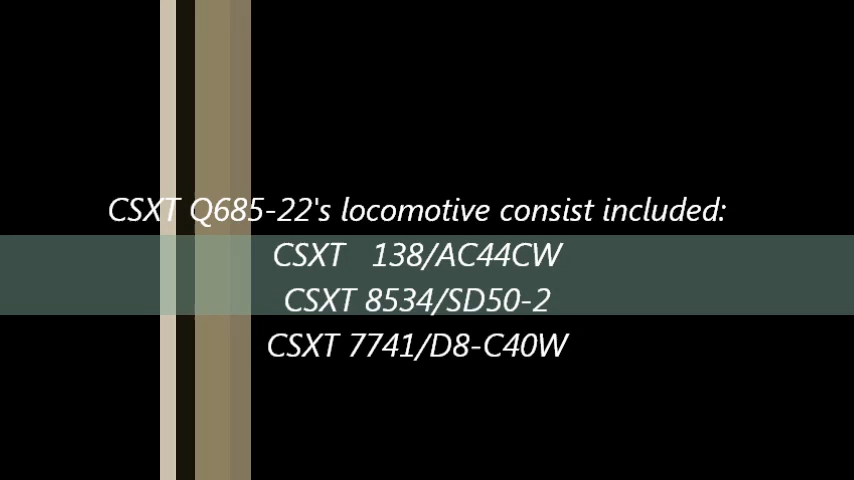 CSXT Q685-22's locomotive consist included:
CSXT   138/AC44CW
CSXT 8534/SD50-2
CSXT 7741/D8-C40W